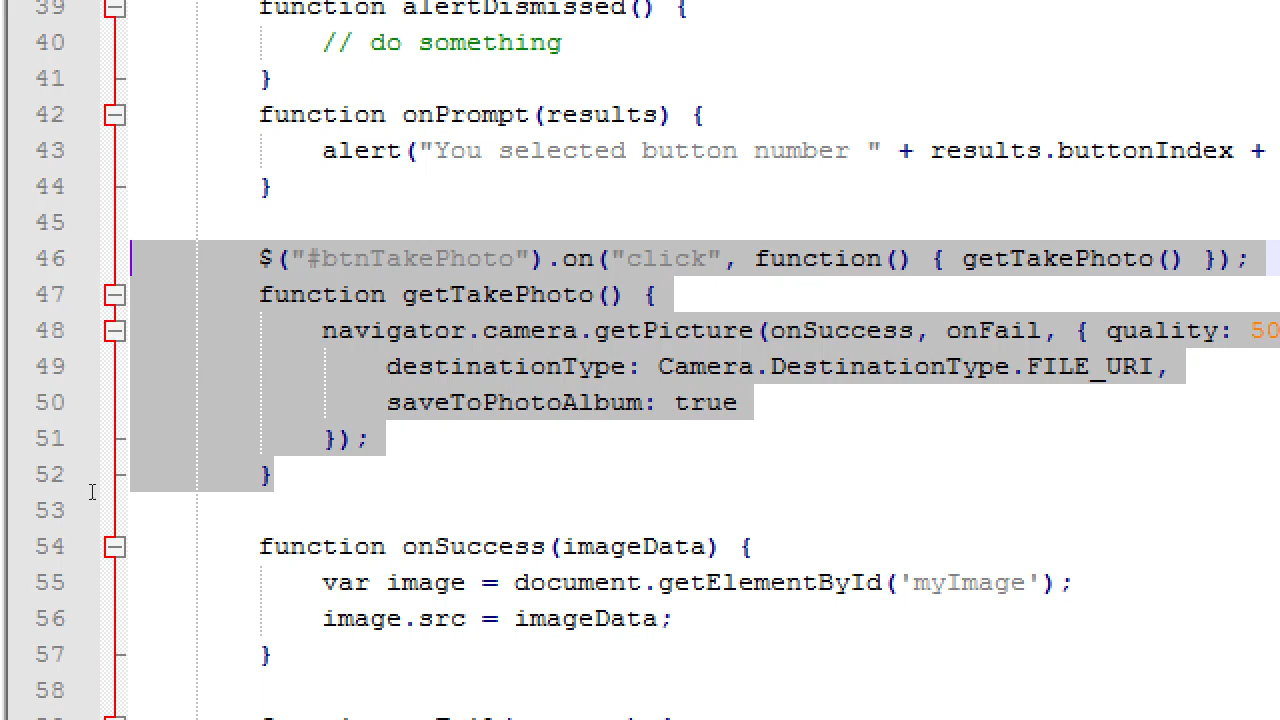 39 function alertDismissed() {
40 // do something
41 }
42 function onPrompt(results) {
43 alert("You selected button number " + results.buttonIndex +
44 }
45
46 $("#btnTakePhoto").on("click", function() { getTakePhoto() });
47 function getTakePhoto() {
48 navigator.camera.getPicture(onSuccess, onFail, { quality: 50
49 destinationType: Camera.DestinationType.FILE_URI,
50 saveToPhotoAlbum: true
51 });
52 }
53
54 function onSuccess(imageData) {
55 var image = document.getElementById('myImage');
56 image.src = imageData;
57 }
58